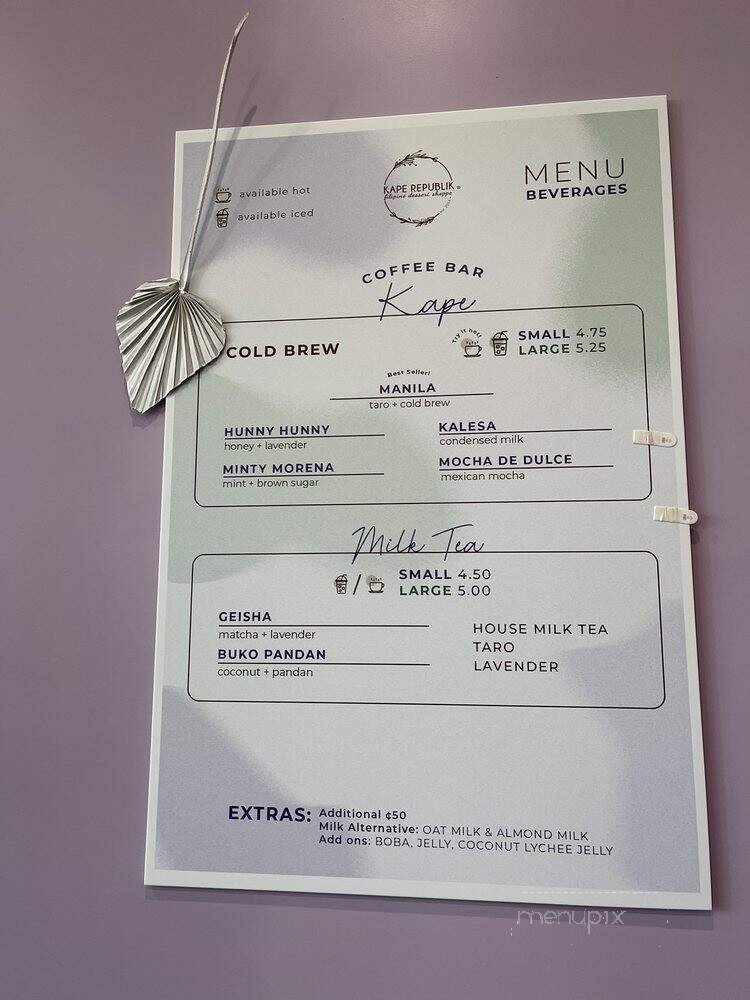 available hot
available iced
KAPE REPUBLIK
filipino dessert shoppe
MENU
BEVERAGES
COFFEE BAR
Kape
COLD BREW
Try it hot!
SMALL 4.75
LARGE 5.25
Best Seller!
MANILA
taro + cold brew
HUNNY HUNNY
honey + lavender
MINTY MORENA
mint + brown sugar
KALESA
condensed milk
MOCHA DE DULCE
mexican mocha
Milk Tea
/
SMALL 4.50
LARGE 5.00
GEISHA
matcha + lavender
BUKO PANDAN
coconut + pandan
HOUSE MILK TEA
TARO
LAVENDER
EXTRAS: Additional ¢50
Milk Alternative: OAT MILK & ALMOND MILK
Add ons: BOBA, JELLY, COCONUT LYCHEE JELLY
menupix